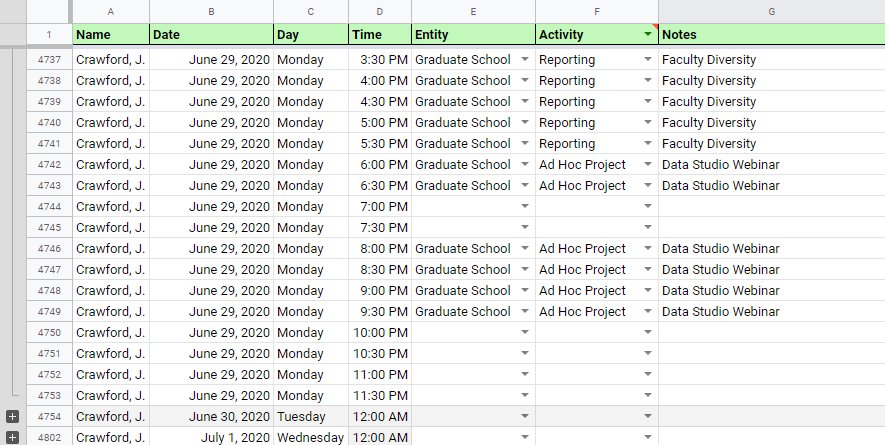 A B C D E F G
1 Name Date Day Time Entity Activity Notes
4737 Crawford, J. June 29, 2020 Monday 3:30 PM Graduate School Reporting Faculty Diversity
4738 Crawford, J. June 29, 2020 Monday 4:00 PM Graduate School Reporting Faculty Diversity
4739 Crawford, J. June 29, 2020 Monday 4:30 PM Graduate School Reporting Faculty Diversity
4740 Crawford, J. June 29, 2020 Monday 5:00 PM Graduate School Reporting Faculty Diversity
4741 Crawford, J. June 29, 2020 Monday 5:30 PM Graduate School Reporting Faculty Diversity
4742 Crawford, J. June 29, 2020 Monday 6:00 PM Graduate School Ad Hoc Project Data Studio Webinar
4743 Crawford, J. June 29, 2020 Monday 6:30 PM Graduate School Ad Hoc Project Data Studio Webinar
4744 Crawford, J. June 29, 2020 Monday 7:00 PM
4745 Crawford, J. June 29, 2020 Monday 7:30 PM
4746 Crawford, J. June 29, 2020 Monday 8:00 PM Graduate School Ad Hoc Project Data Studio Webinar
4747 Crawford, J. June 29, 2020 Monday 8:30 PM Graduate School Ad Hoc Project Data Studio Webinar
4748 Crawford, J. June 29, 2020 Monday 9:00 PM Graduate School Ad Hoc Project Data Studio Webinar
4749 Crawford, J. June 29, 2020 Monday 9:30 PM Graduate School Ad Hoc Project Data Studio Webinar
4750 Crawford, J. June 29, 2020 Monday 10:00 PM
4751 Crawford, J. June 29, 2020 Monday 10:30 PM
4752 Crawford, J. June 29, 2020 Monday 11:00 PM
4753 Crawford, J. June 29, 2020 Monday 11:30 PM
4754 Crawford, J. June 30, 2020 Tuesday 12:00 AM
4802 Crawford, J. July 1, 2020 Wednesday 12:00 AM